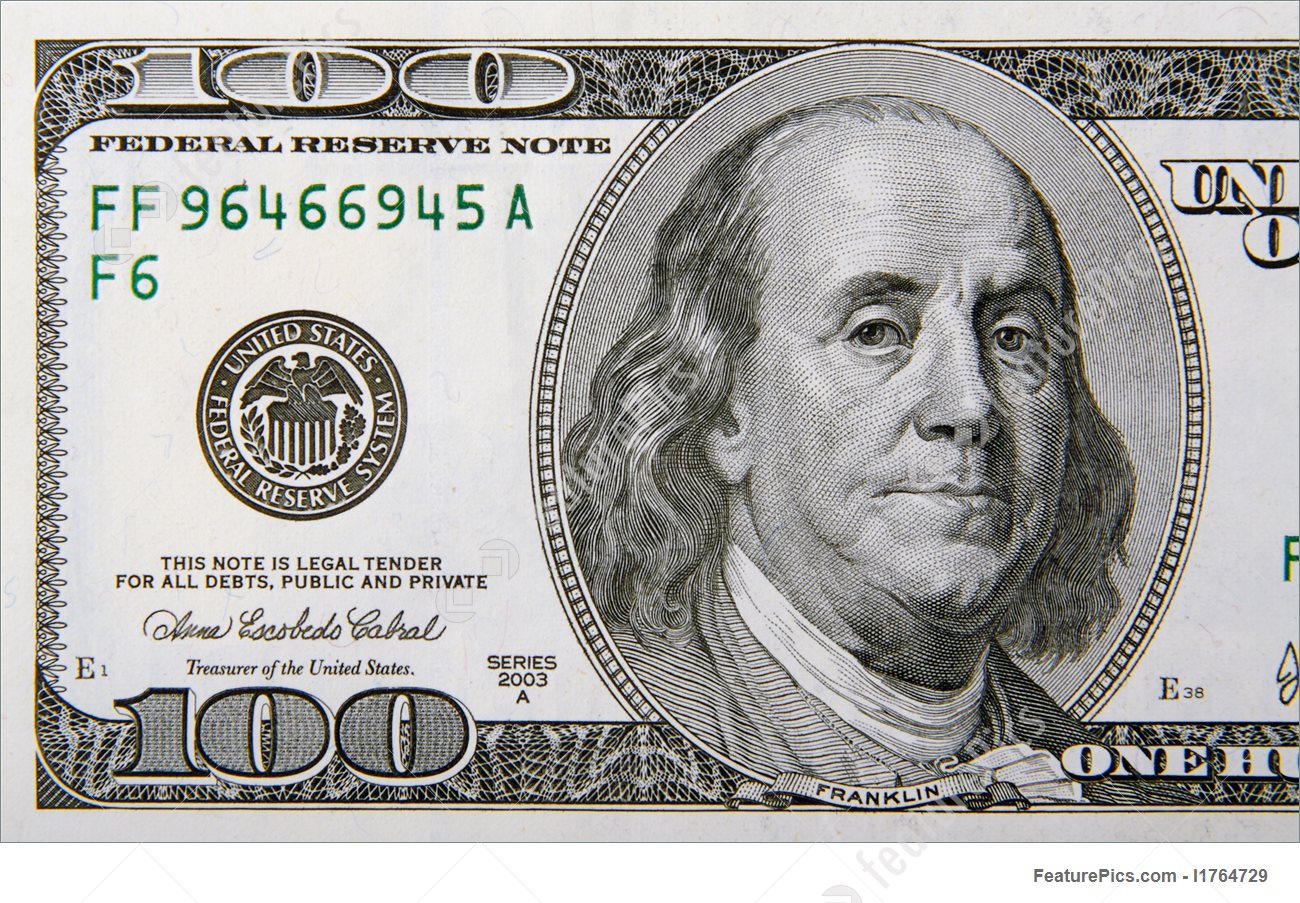 100
FEDERAL RESERVE NOTE
FF96466945A
F6
UN
O
UNITED STATES
FEDERAL RESERVE SYSTEM
THIS NOTE IS LEGAL TENDER
FOR ALL DEBTS, PUBLIC AND PRIVATE
Anna Escobedo Cabral
Treasurer of the United States.
E1
SERIES
2003
A
100
F
E38
FRANKLIN
ONE HU
FeaturePics.com - I1764729